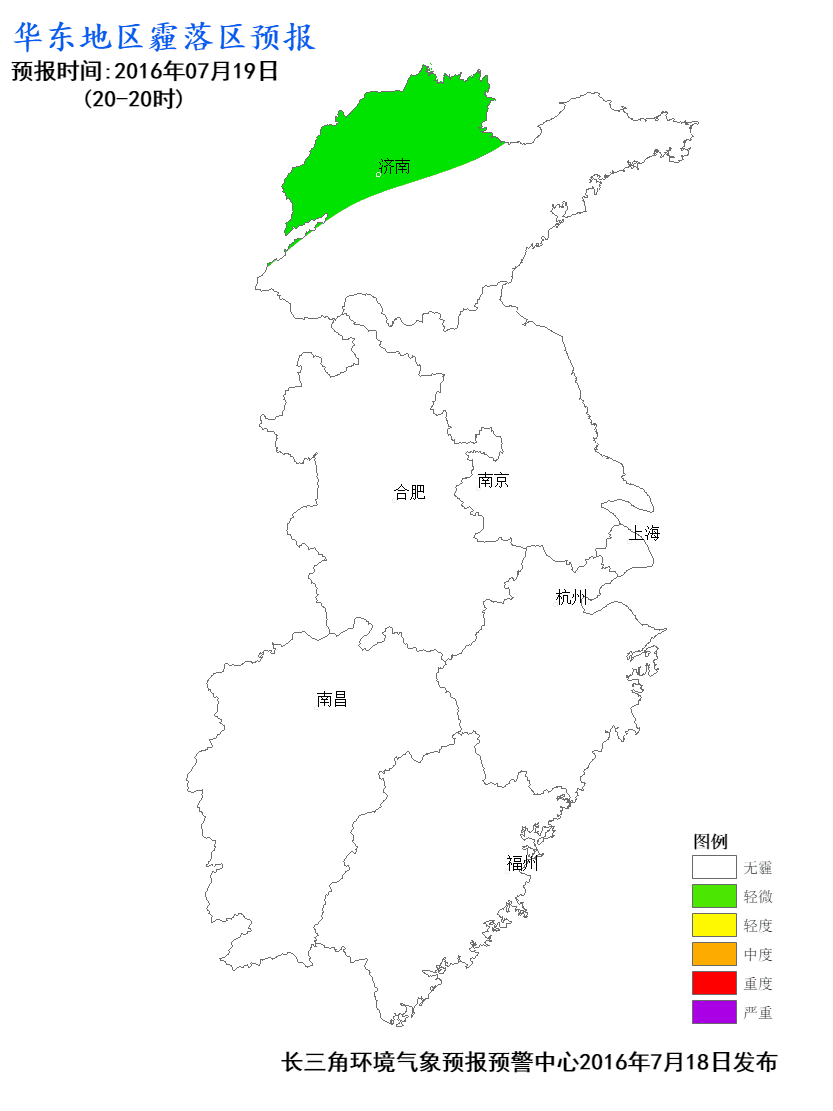 华东地区霾落区预报
预报时间:2016年07月19日
(20-20时)
济南
合肥
南京
上海
杭州
南昌
福州
图例
无霾
轻微
轻度
中度
重度
严重
长三角环境气象预报预警中心2016年7月18日发布